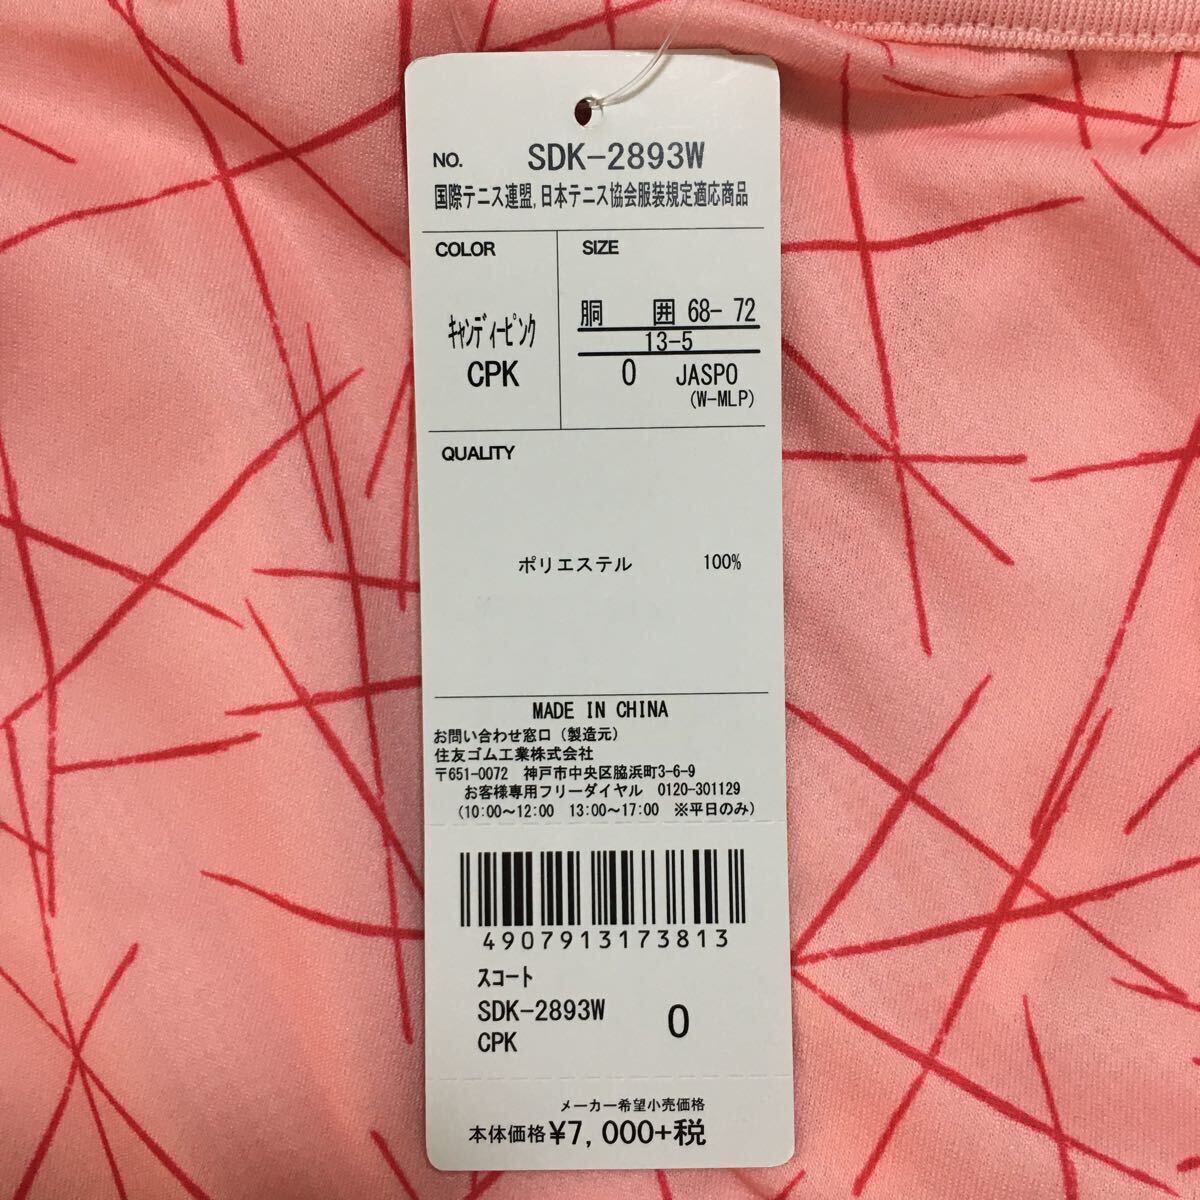 NO. SDK-2893W
国際テニス連盟,日本テニス協会服装規定適応商品
COLOR
キャンディーピンク
CPK
SIZE
胴 囲 68- 72
13-5
O JASPO
(W-MLP)
QUALITY
ポリエステル 100%
MADE IN CHINA
お問い合わせ窓口（製造元）
住友ゴム工業株式会社
〒651-0072 神戸市中央区脇浜町3-6-9
お客様専用フリーダイヤル 0120-301129
（10:00～12:00 13:00～17:00 ※平日のみ）
4907913173813
スコート
SDK-2893W
CPK
O
メーカー希望小売価格
本体価格¥7,000+税